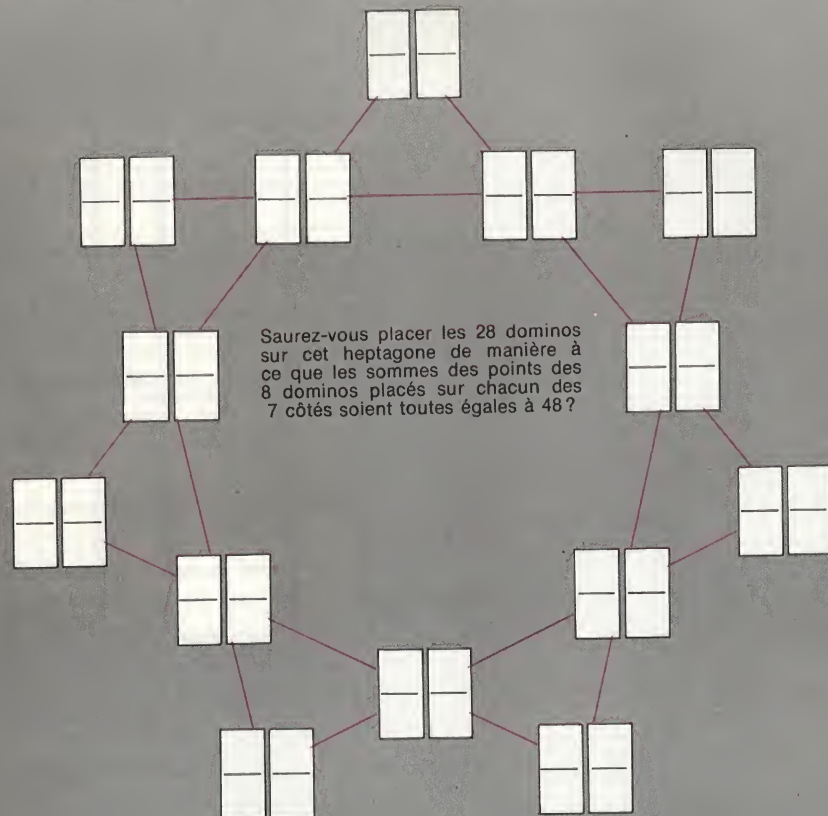 Saurez-vous placer les 28 dominos
sur cet heptagone de manière à
ce que les sommes des points des
8 dominos placés sur chacun des
7 côtés soient toutes égales à 48?